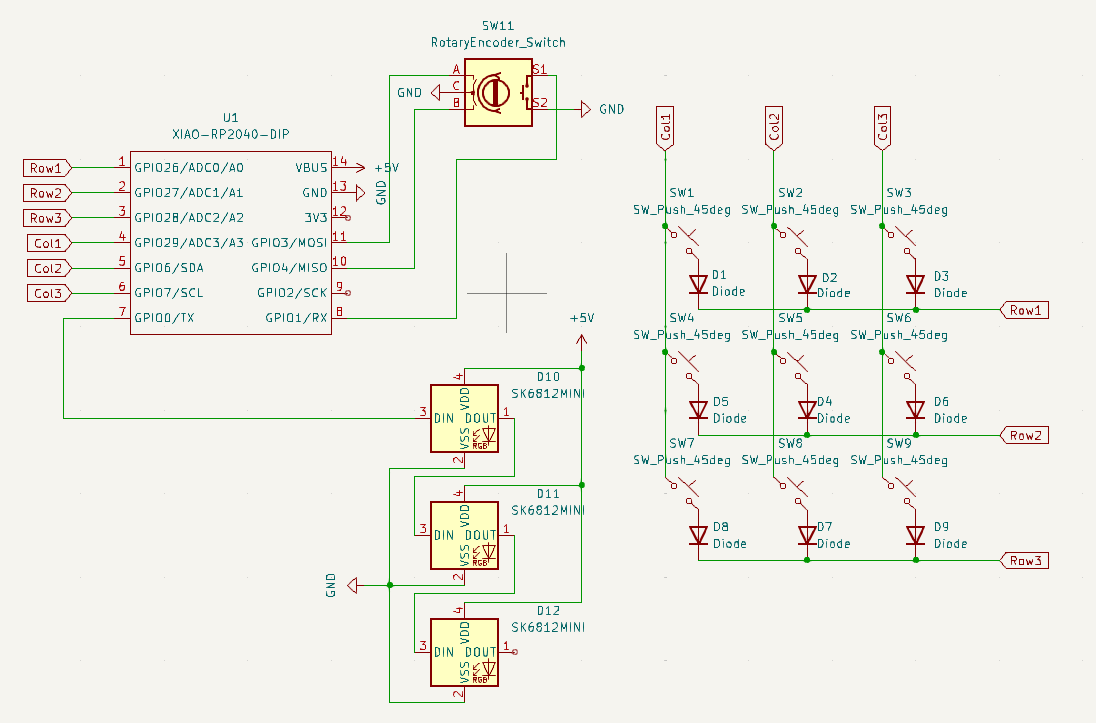 SW11
RotaryEncoder_Switch
A
C
B
S1
S2
GND
GND
U1
XIAO-RP2040-DIP
Row1
Row2
Row3
Col1
Col2
Col3
1
2
3
4
5
6
7
GPIO26/ADC0/A0
GPIO27/ADC1/A1
GPIO28/ADC2/A2
GPIO29/ADC3/A3
GPIO6/SDA
GPIO7/SCL
GPIO0/TX
VBUS
GND
3V3
GPIO3/MOSI
GPIO4/MISO
GPIO2/SCK
GPIO1/RX
14
13
12
11
10
9
8
+5V
GND
+5V
D10
SK6812MINI
4
VDD
3
DIN
DOUT
1
VSS
RGB
2
D11
SK6812MINI
4
VDD
3
DIN
DOUT
1
VSS
RGB
2
GND
D12
SK6812MINI
4
VDD
3
DIN
DOUT
1
VSS
RGB
2
Col1
Col2
Col3
SW1
SW_Push_45deg
SW2
SW_Push_45deg
SW3
SW_Push_45deg
D1
Diode
D2
Diode
D3
Diode
Row1
SW4
SW_Push_45deg
SW5
SW_Push_45deg
SW6
SW_Push_45deg
D5
Diode
D4
Diode
D6
Diode
Row2
SW7
SW_Push_45deg
SW8
SW_Push_45deg
SW9
SW_Push_45deg
D8
Diode
D7
Diode
D9
Diode
Row3